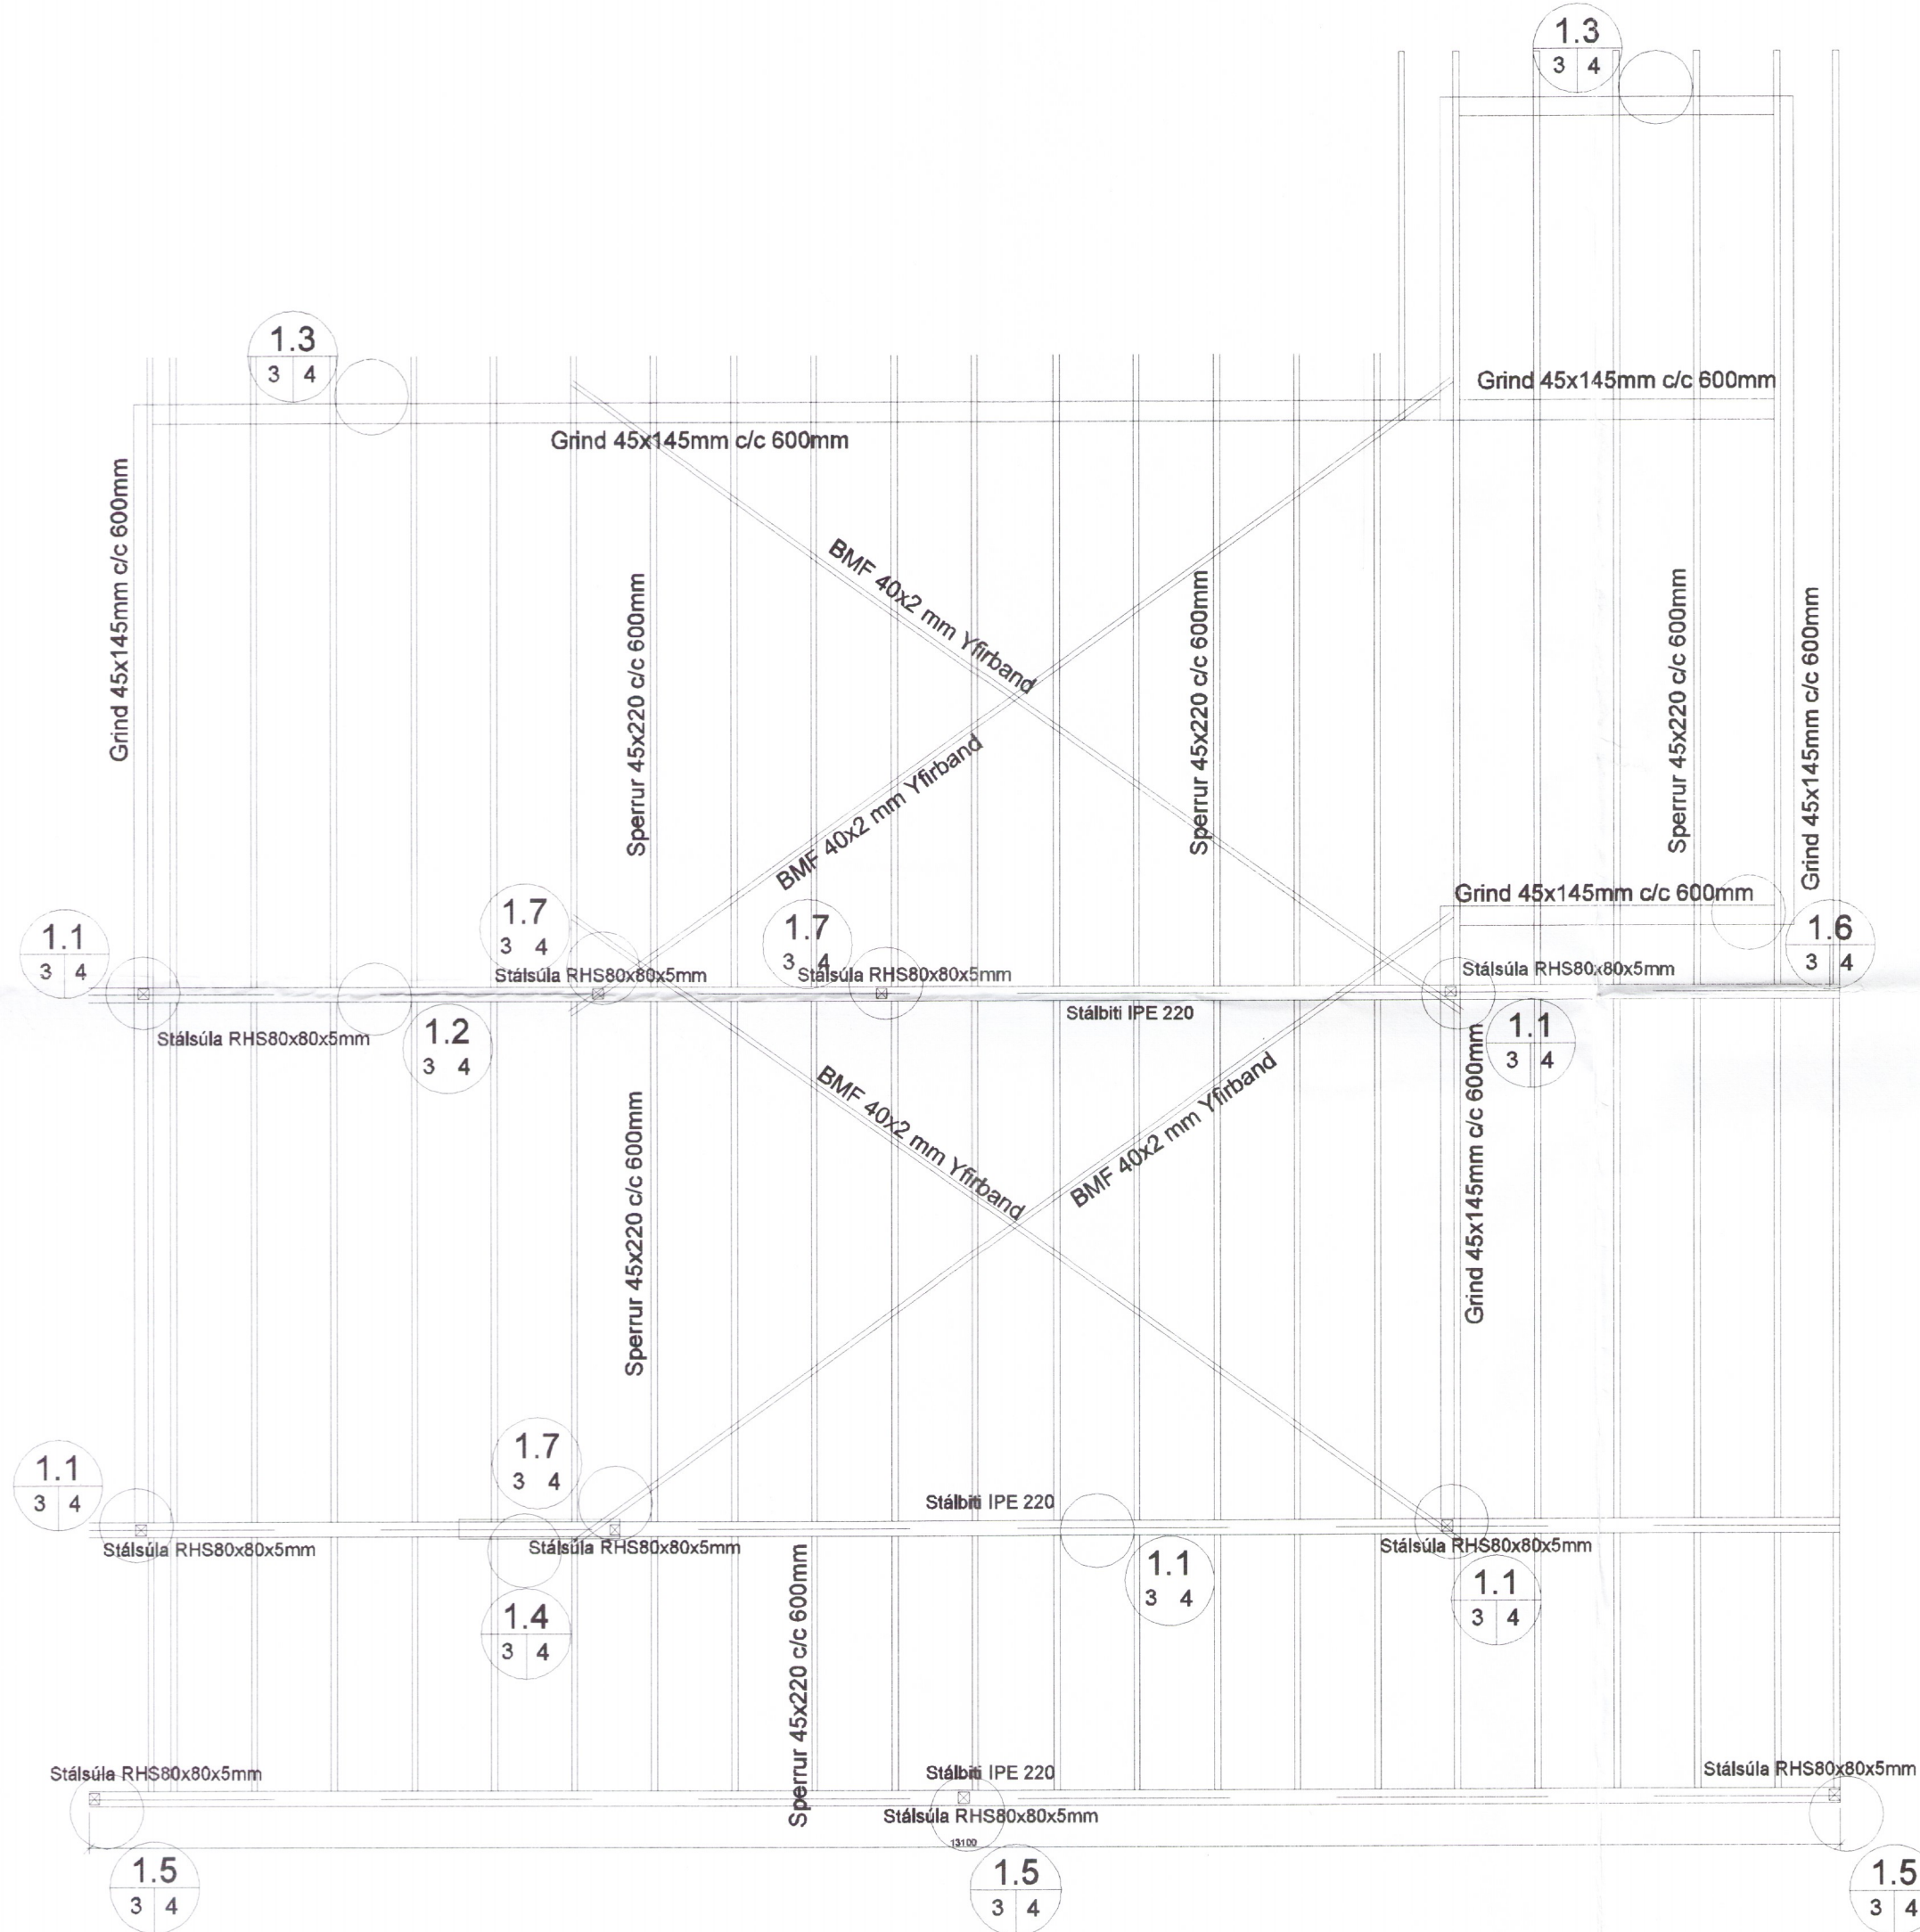 1.3
3 4
1.3
3 4
Grind 45x145mm c/c 600mm
Grind 45x145mm c/c 600mm
Grind 45x145mm c/c 600mm
BMF 40x2 mm Yfirband
Sperrur 45x220 c/c 600mm
Sperrur 45x220 c/c 600mm
Sperrur 45x220 c/c 600mm
Grind 45x145mm c/c 600mm
BMF 40x2 mm Yfirband
Grind 45x145mm c/c 600mm
1.7
3 4
1.7
3 4
1.1
3 4
1.6
3 4
Stálsúla RHS80x80x5mm
Stálsúla RHS80x80x5mm
Stálsúla RHS80x80x5mm
Stálbiti IPE 220
Stálsúla RHS80x80x5mm
1.2
3 4
1.1
3 4
BMF 40x2 mm Yfirband
BMF 40x2 mm Yfirband
Sperrur 45x220 c/c 600mm
Grind 45x145mm c/c 600mm
1.7
3 4
1.1
3 4
Stálbiti IPE 220
Stálsúla RHS80x80x5mm
Stálsúla RHS80x80x5mm
Stálsúla RHS80x80x5mm
1.1
3 4
1.1
3 4
1.4
3 4
Sperrur 45x220 c/c 600mm
Stálsúla RHS80x80x5mm
Stálbiti IPE 220
Stálsúla RHS80x80x5mm
Stálsúla RHS80x80x5mm
13100
1.5
3 4
1.5
3 4
1.5
3 4